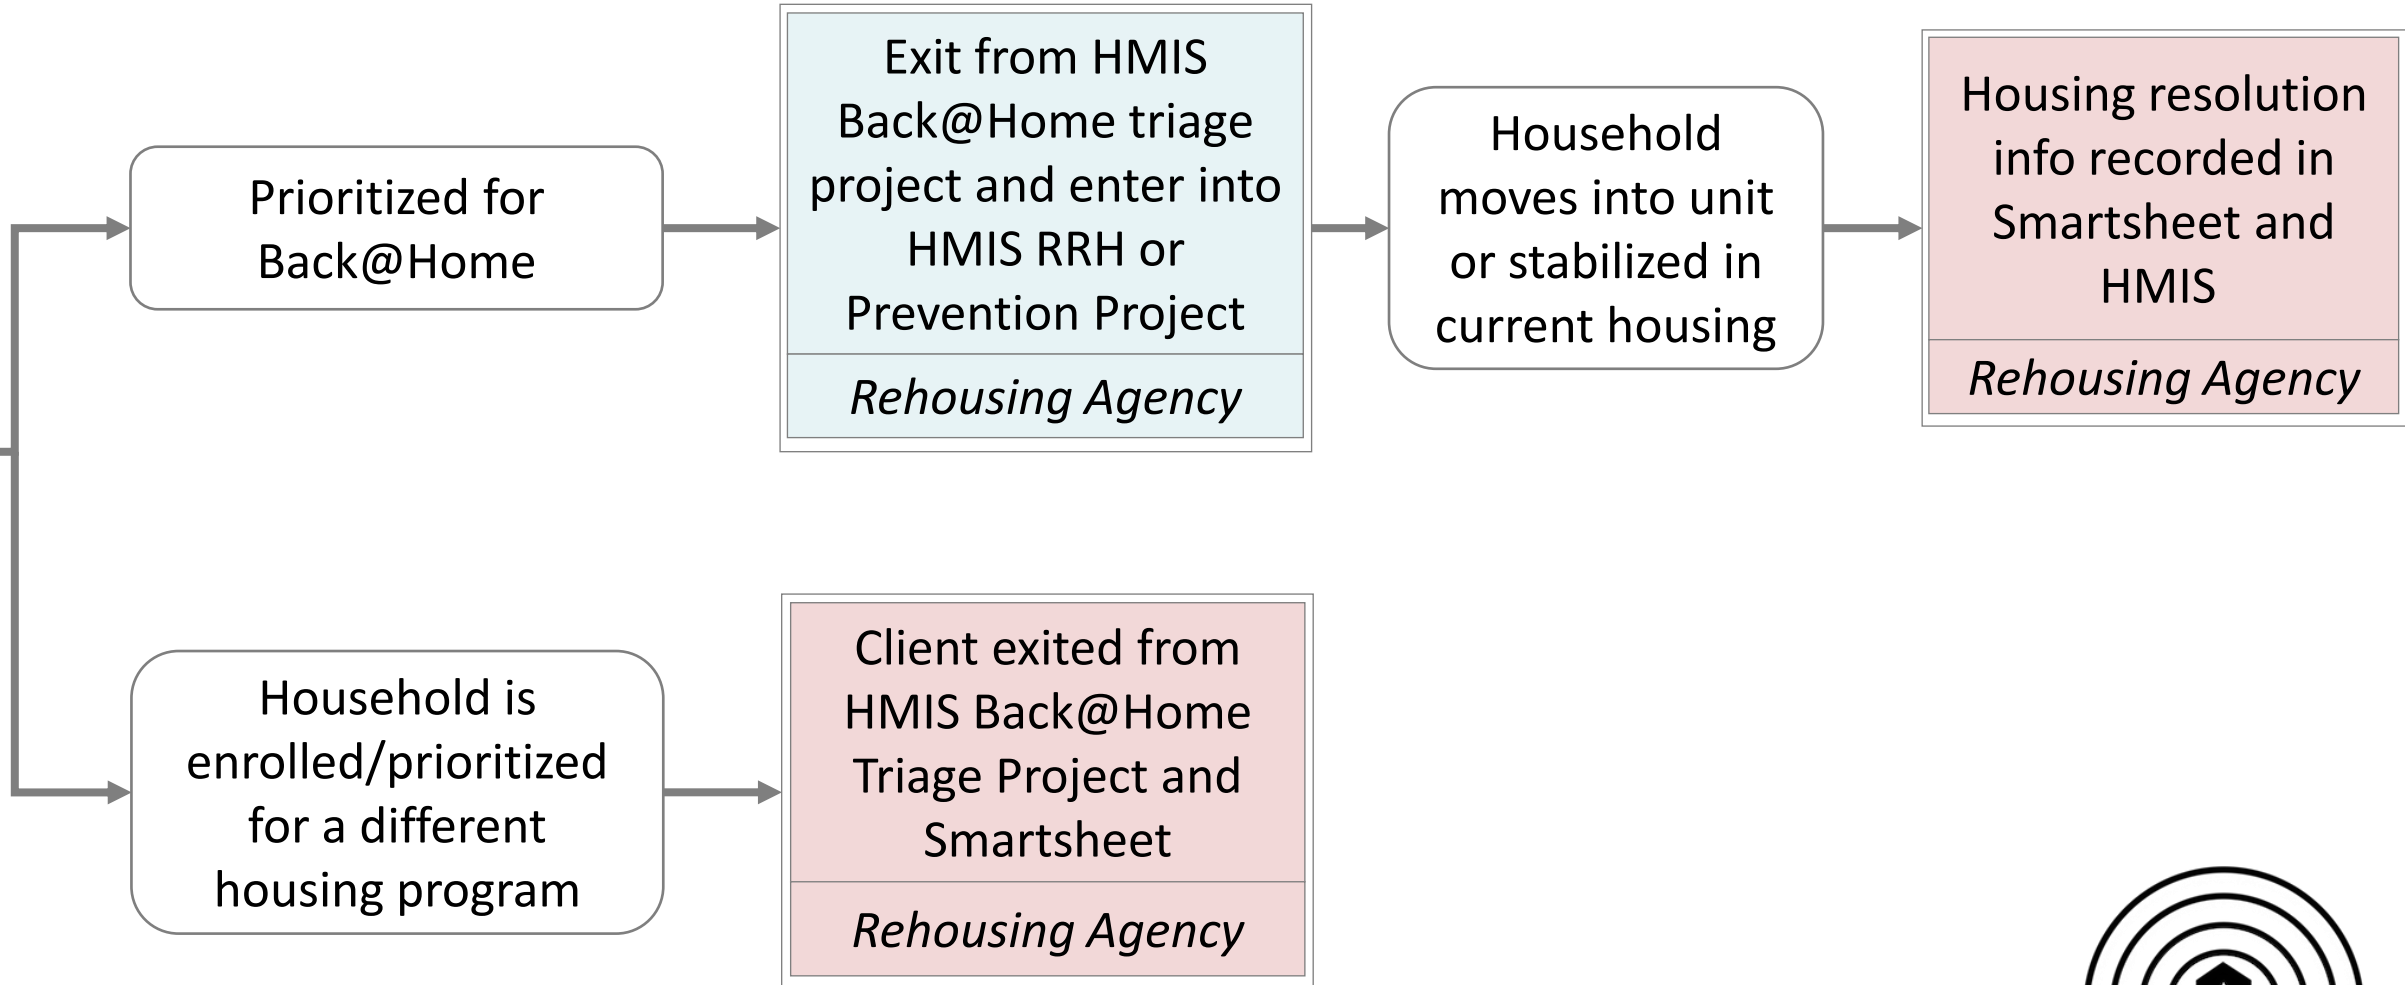 Prioritized for
Back@Home
Exit from HMIS
Back@Home triage
project and enter into
HMIS RRH or
Prevention Project
Rehousing Agency
Household
moves into unit
or stabilized in
current housing
Housing resolution
info recorded in
Smartsheet and
HMIS
Rehousing Agency
Household is
enrolled/prioritized
for a different
housing program
Client exited from
HMIS Back@Home
Triage Project and
Smartsheet
Rehousing Agency